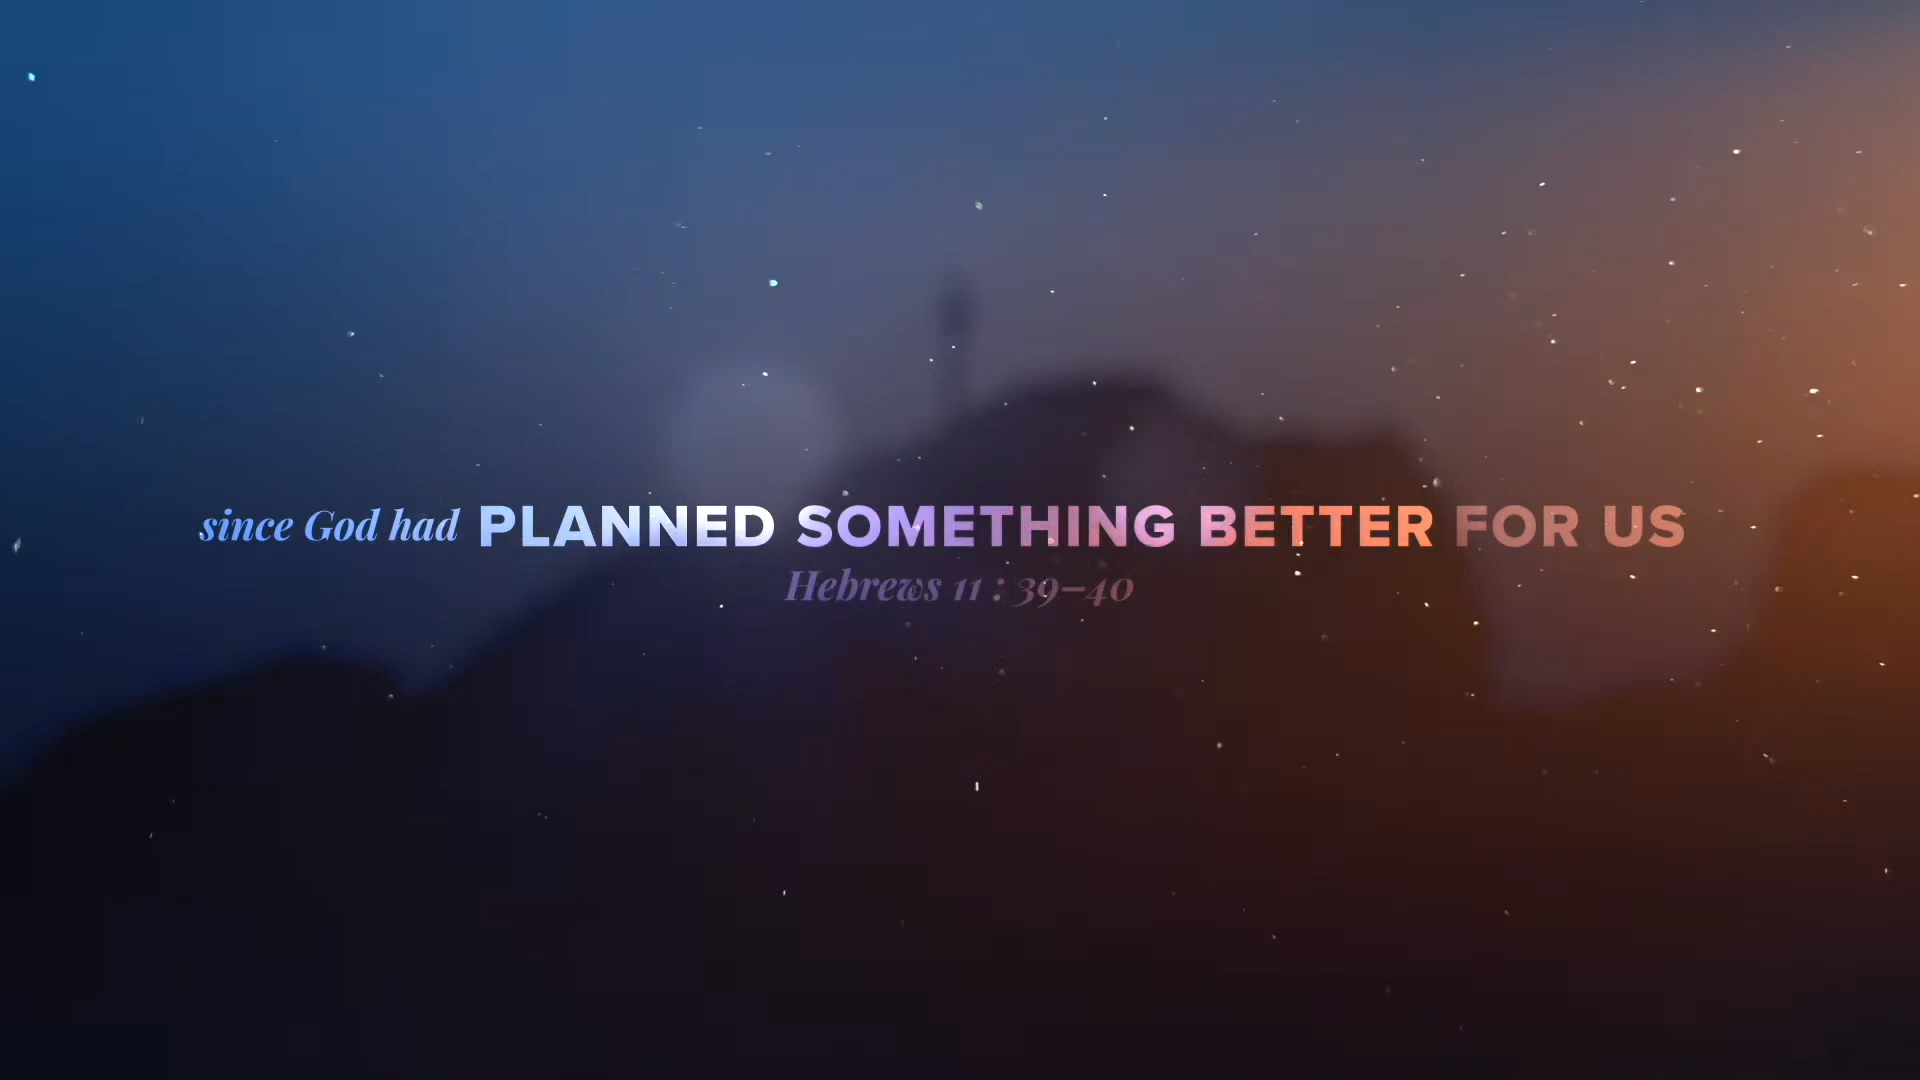 since God had PLANNED SOMETHING BETTER FOR US
Hebrews 11 : 39–40